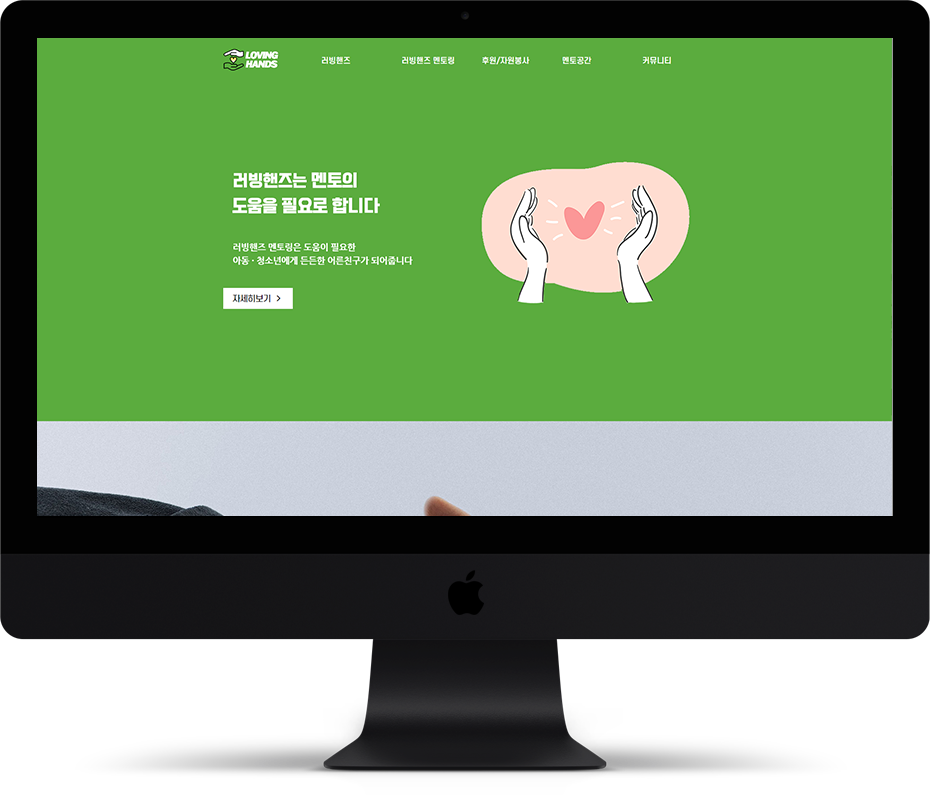 LOVING
HANDS
러빙핸즈
러빙핸즈 멘토링
후원/자원봉사
멘토공간
커뮤니티
러빙핸즈는 멘토의
도움을 필요로 합니다
러빙핸즈 멘토링은 도움이 필요한
아동 · 청소년에게 든든한 어른친구가 되어줍니다
자세히보기 >